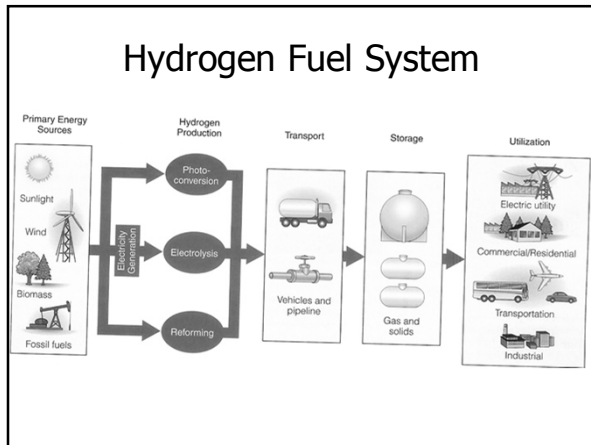 Hydrogen Fuel System
Primary Energy
Sources
Sunlight
Wind
Biomass
Fossil fuels
Hydrogen
Production
Photo-
conversion
Electricity
Generation
Electrolysis
Reforming
Transport
Vehicles and
pipeline
Storage
Gas and
solids
Utilization
Electric utility
Commercial/Residential
Transportation
Industrial